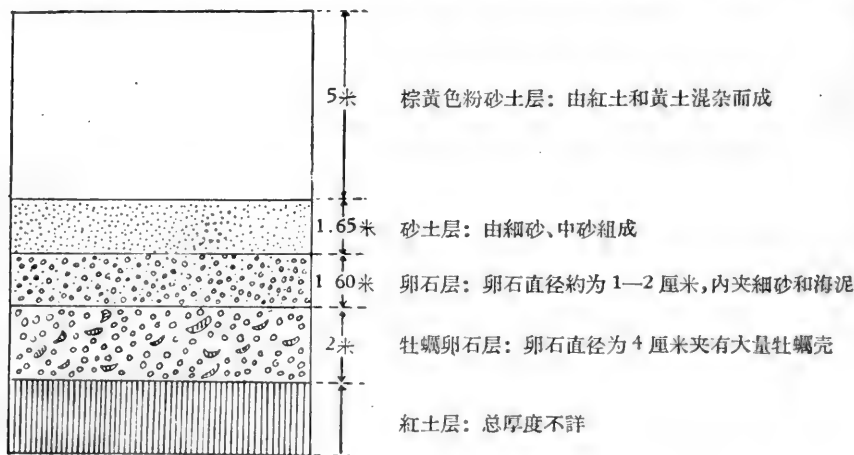 5米 棕黃色粉砂土层：由紅土和黃土混杂而成
1.65米 砂土层：由細砂、中砂組成
1 60米 卵石层：卵石直径約为 1—2 厘米，内夹細砂和海泥
2米 牡蠣卵石层：卵石直径为 4 厘米夹有大量牡蠣壳
紅土层：总厚度不詳